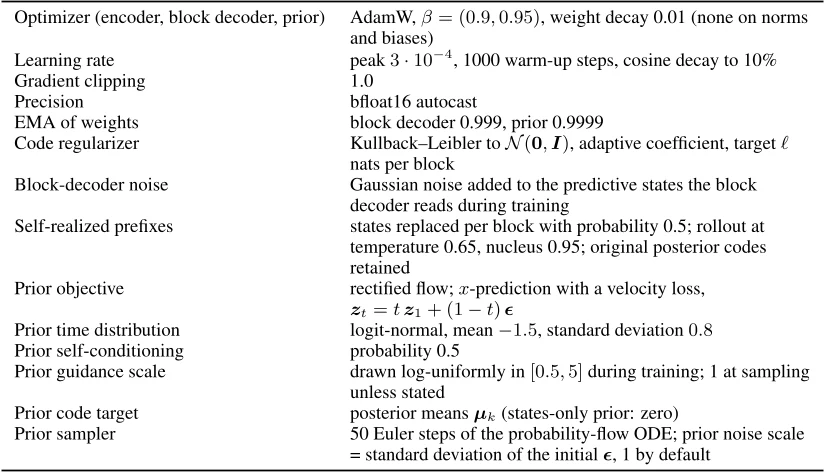 Optimizer (encoder, block decoder, prior) AdamW, β = (0.9, 0.95), weight decay 0.01 (none on norms
and biases)
Learning rate peak 3 · 10⁻⁴, 1000 warm-up steps, cosine decay to 10%
Gradient clipping 1.0
Precision bfloat16 autocast
EMA of weights block decoder 0.999, prior 0.9999
Code regularizer Kullback–Leibler to 𝒩(0, I), adaptive coefficient, target ℓ
nats per block
Block-decoder noise Gaussian noise added to the predictive states the block
decoder reads during training
Self-realized prefixes states replaced per block with probability 0.5; rollout at
temperature 0.65, nucleus 0.95; original posterior codes
retained
Prior objective rectified flow; x-prediction with a velocity loss,
z_t = t z₁ + (1 − t) ϵ
Prior time distribution logit-normal, mean −1.5, standard deviation 0.8
Prior self-conditioning probability 0.5
Prior guidance scale drawn log-uniformly in [0.5, 5] during training; 1 at sampling
unless stated
Prior code target posterior means μ_k (states-only prior: zero)
Prior sampler 50 Euler steps of the probability-flow ODE; prior noise scale
= standard deviation of the initial ϵ, 1 by default